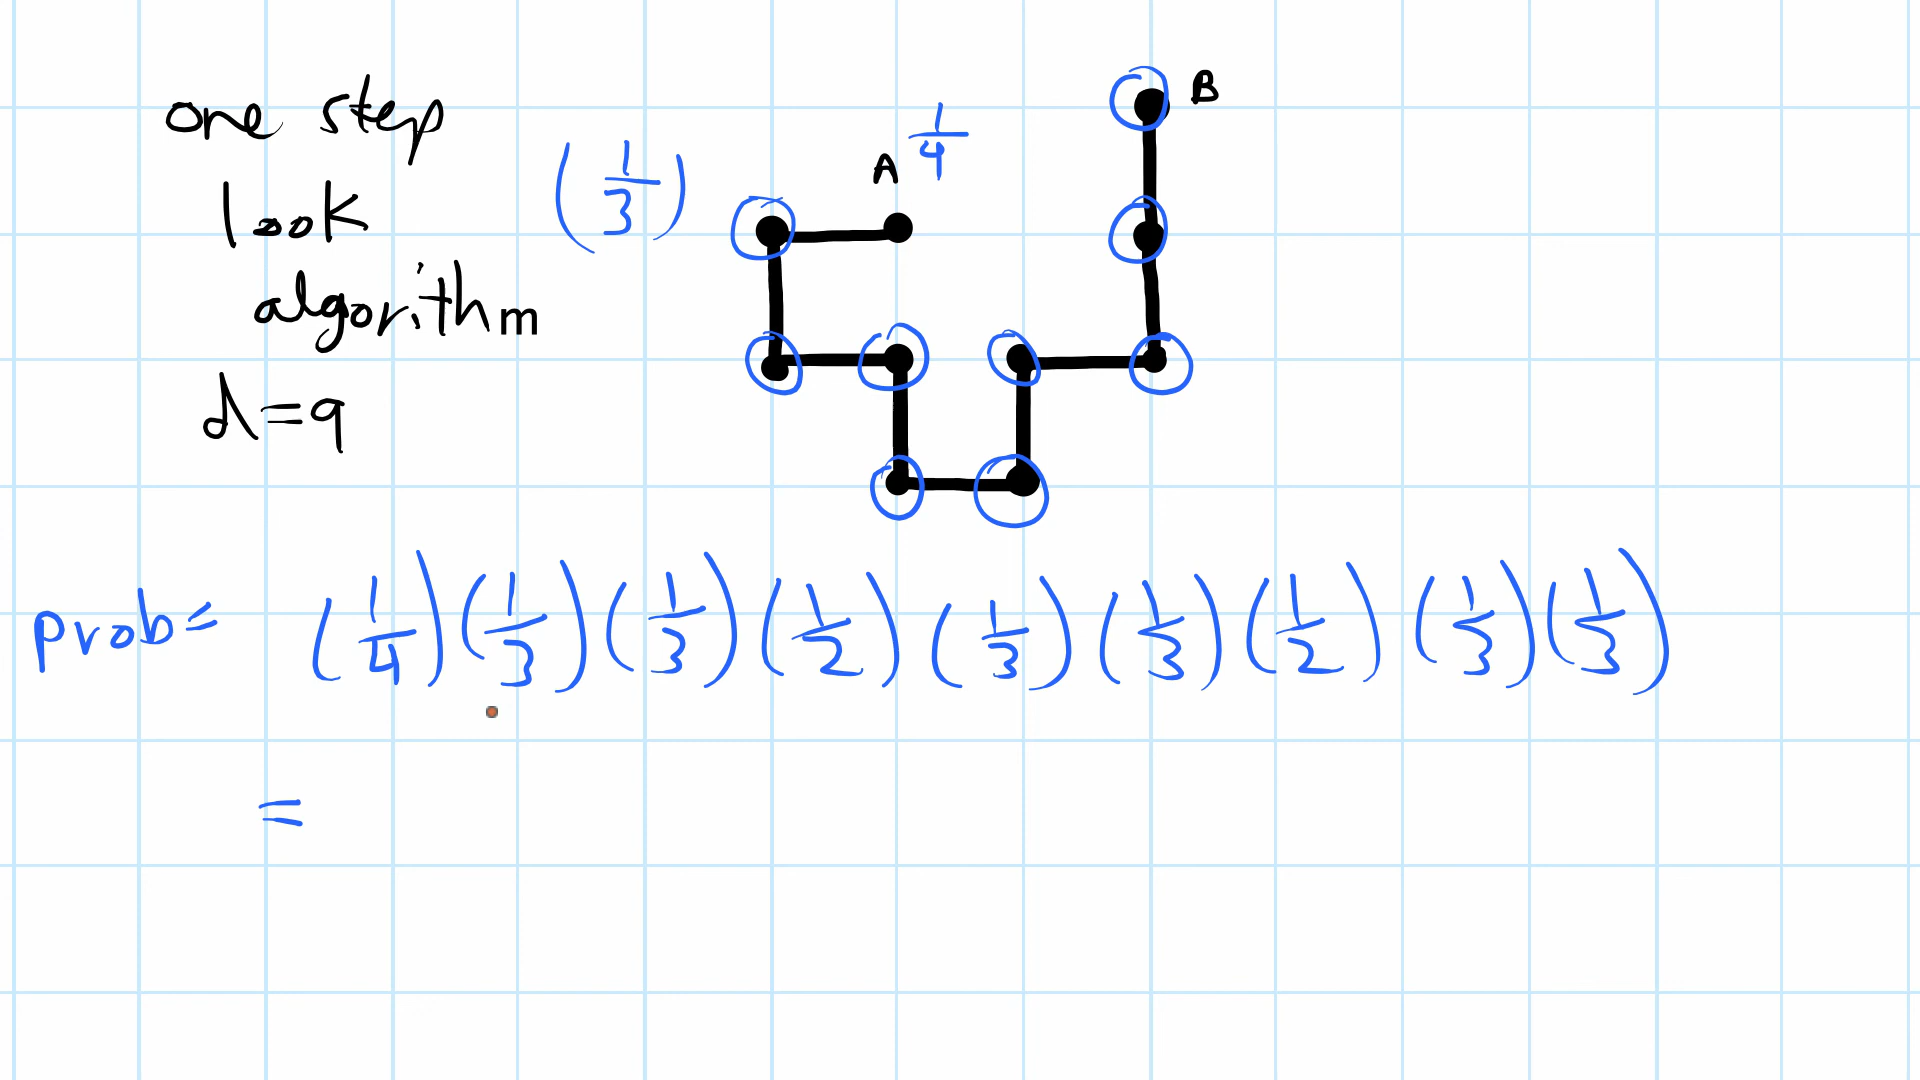 one step
look
algorithm
d=9
(1/3)
A 1/4
B
prob= (1/4)(1/3)(1/3)(1/2)(1/3)(1/3)(1/2)(1/3)(1/3)
=